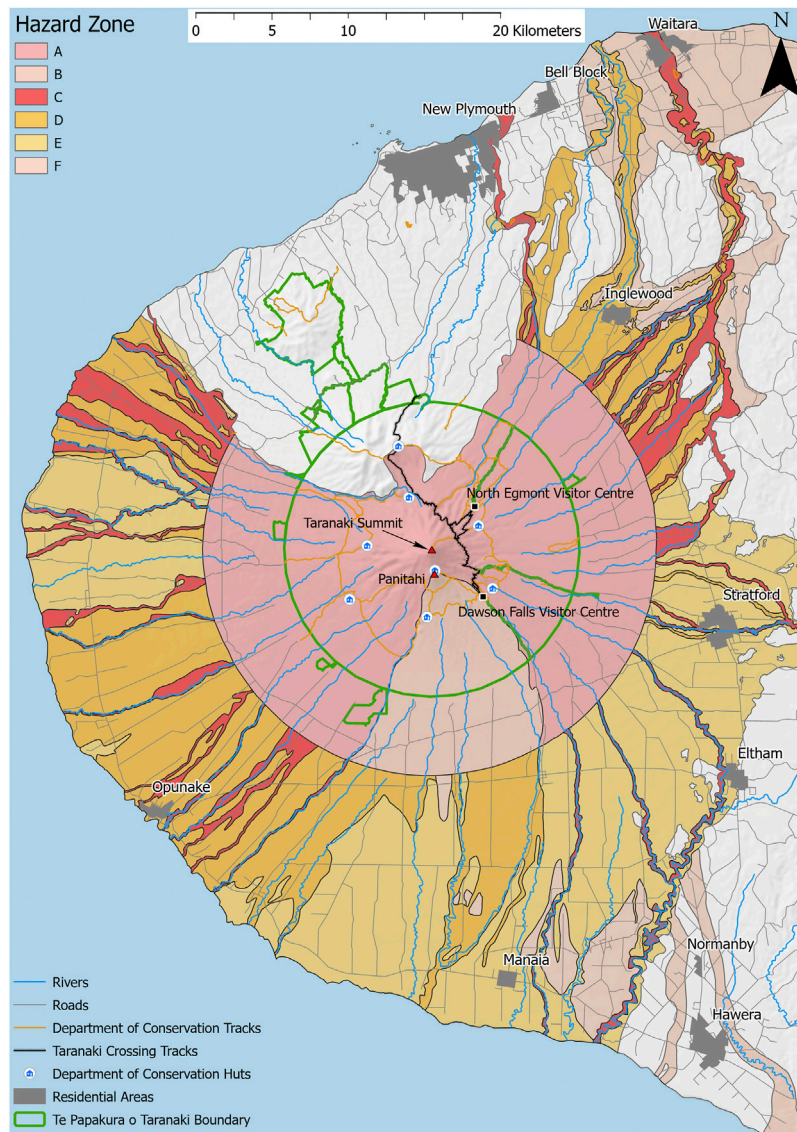 Hazard Zone
A
B
C
D
E
F
0 5 10 20 Kilometers
N
Waitara
Bell Block
New Plymouth
Inglewood
North Egmont Visitor Centre
Taranaki Summit
Panitahi
Dawson Falls Visitor Centre
Stratford
Eltham
Opunake
Manaia
Normanby
Hawera
Rivers
Roads
Department of Conservation Tracks
Taranaki Crossing Tracks
Department of Conservation Huts
Residential Areas
Te Papakura o Taranaki Boundary